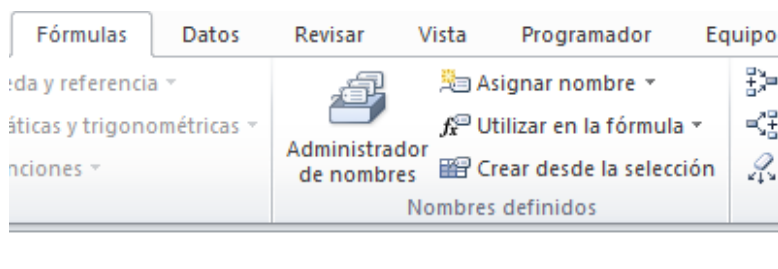 Fórmulas Datos Revisar Vista Programador Equipo
eda y referencia
áticas y trigonométricas
nciones
Administrador
de nombres
Asignar nombre
fx Utilizar en la fórmula
Crear desde la selección
Nombres definidos